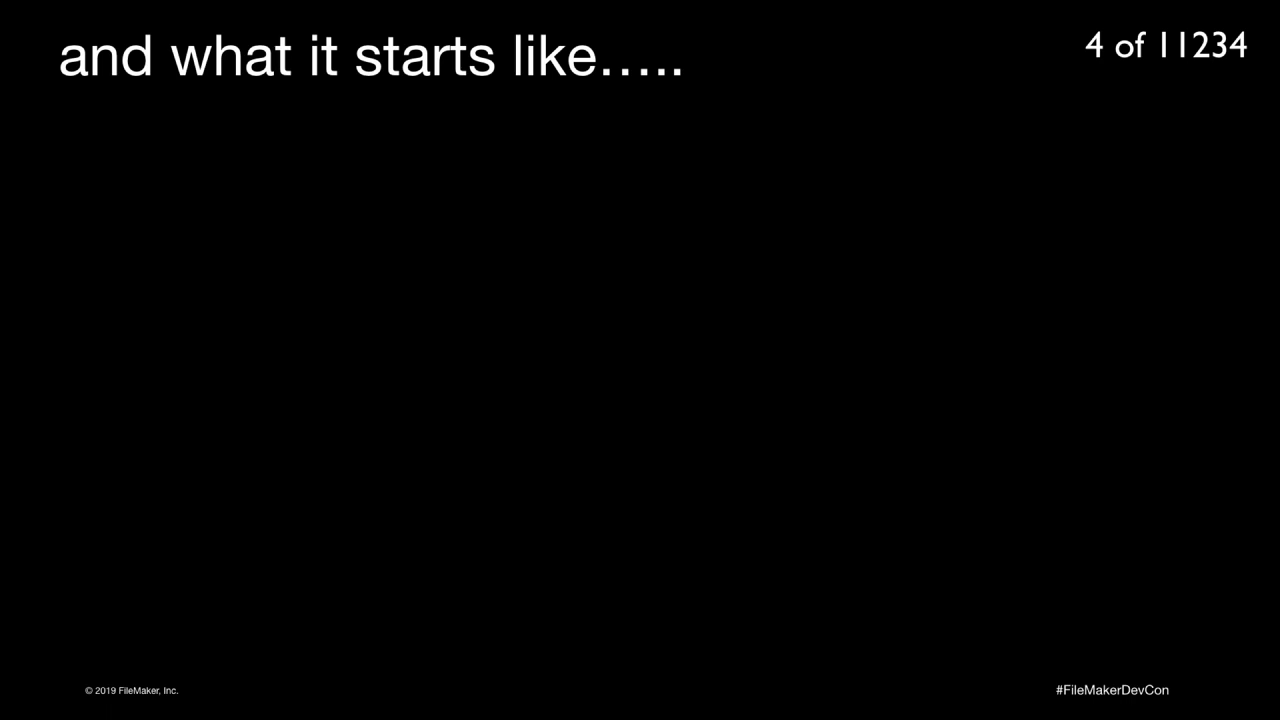 and what it starts like…..
4 of 11234
© 2019 FileMaker, Inc.
#FileMakerDevCon